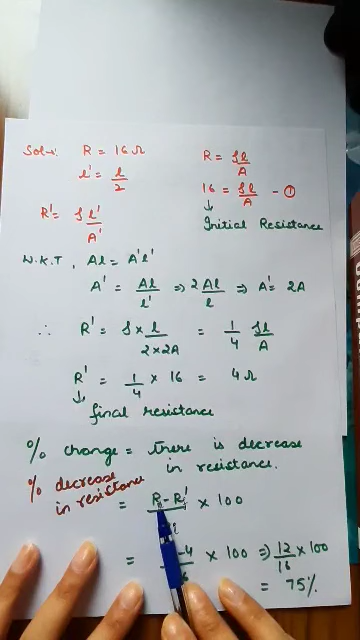 Soln:. R = 16 Ω
l' = l/2
R' = ρl'/A'
R = ρl/A
16 = ρl/A - ①
↓
Initial Resistance
W.K.T, Al = A'l'
A' = Al/l' ⇒ 2Al/l ⇒ A' = 2A
∴ R' = ρ × l/2×2A = 1/4 ρl/A
R' = 1/4 × 16 = 4 Ω
↓
final resistance
% change = there is decrease
in resistance.
% decrease
in resistance
= R - R'/ × 100
= -4/ × 100 ⇒ 12/16 × 100
= 75%